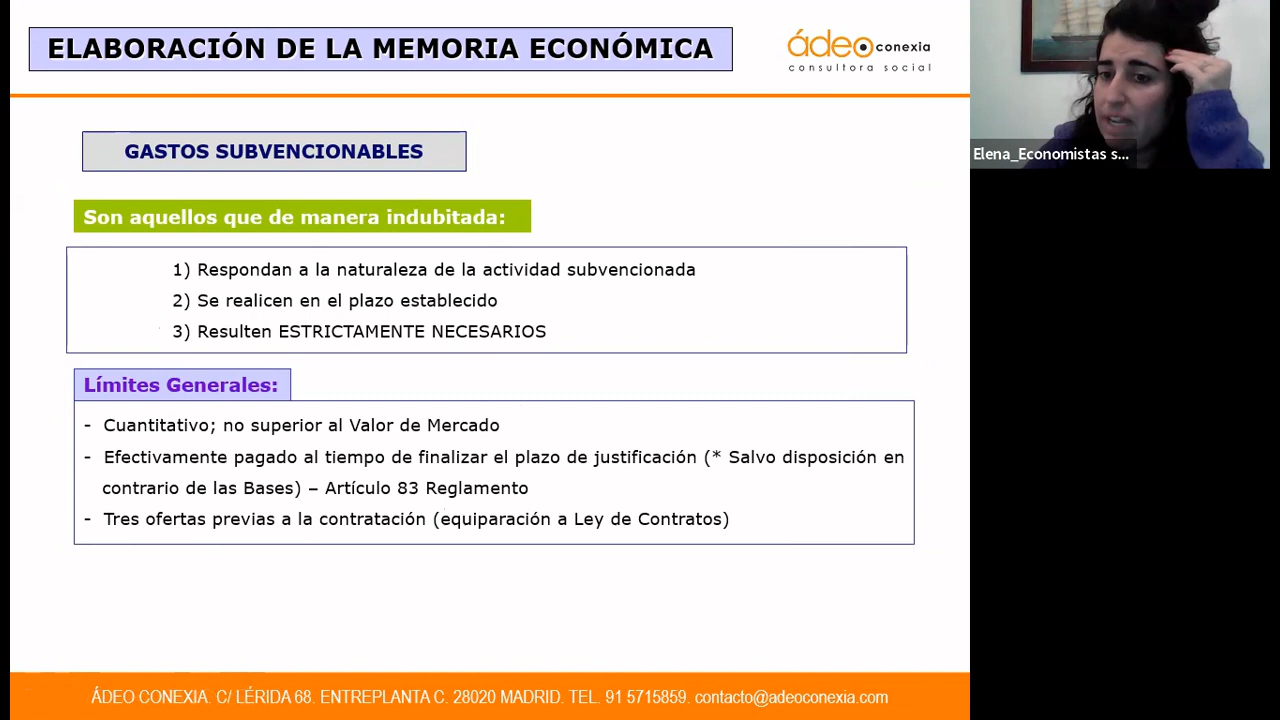 ELABORACIÓN DE LA MEMORIA ECONÓMICA
ádeo conexia
consultora social
GASTOS SUBVENCIONABLES
Son aquellos que de manera indubitada:
1) Respondan a la naturaleza de la actividad subvencionada
2) Se realicen en el plazo establecido
3) Resulten ESTRICTAMENTE NECESARIOS
Límites Generales:
- Cuantitativo; no superior al Valor de Mercado
- Efectivamente pagado al tiempo de finalizar el plazo de justificación (* Salvo disposición en
contrario de las Bases) – Artículo 83 Reglamento
- Tres ofertas previas a la contratación (equiparación a Ley de Contratos)
ÁDEO CONEXIA. C/ LÉRIDA 68. ENTREPLANTA C. 28020 MADRID. TEL. 91 5715859. contacto@adeoconexia.com
Elena_Economistas s...